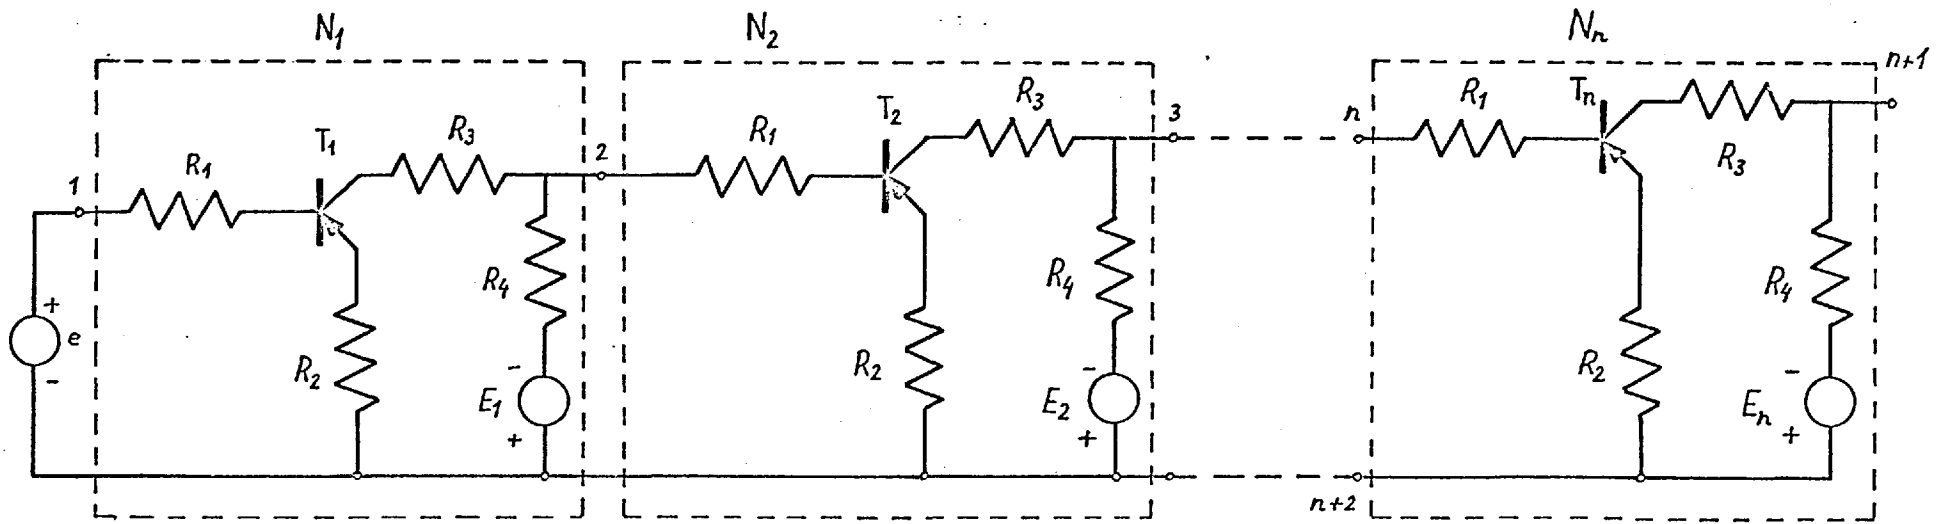 N1
N2
Nn
n+1
1
R1
T1
R3
2
R1
T2
R3
3
n
R1
Tn
R3
+
e
-
R2
R4
-
E1
+
R2
R4
-
E2
+
n+2
R2
R4
-
En
+